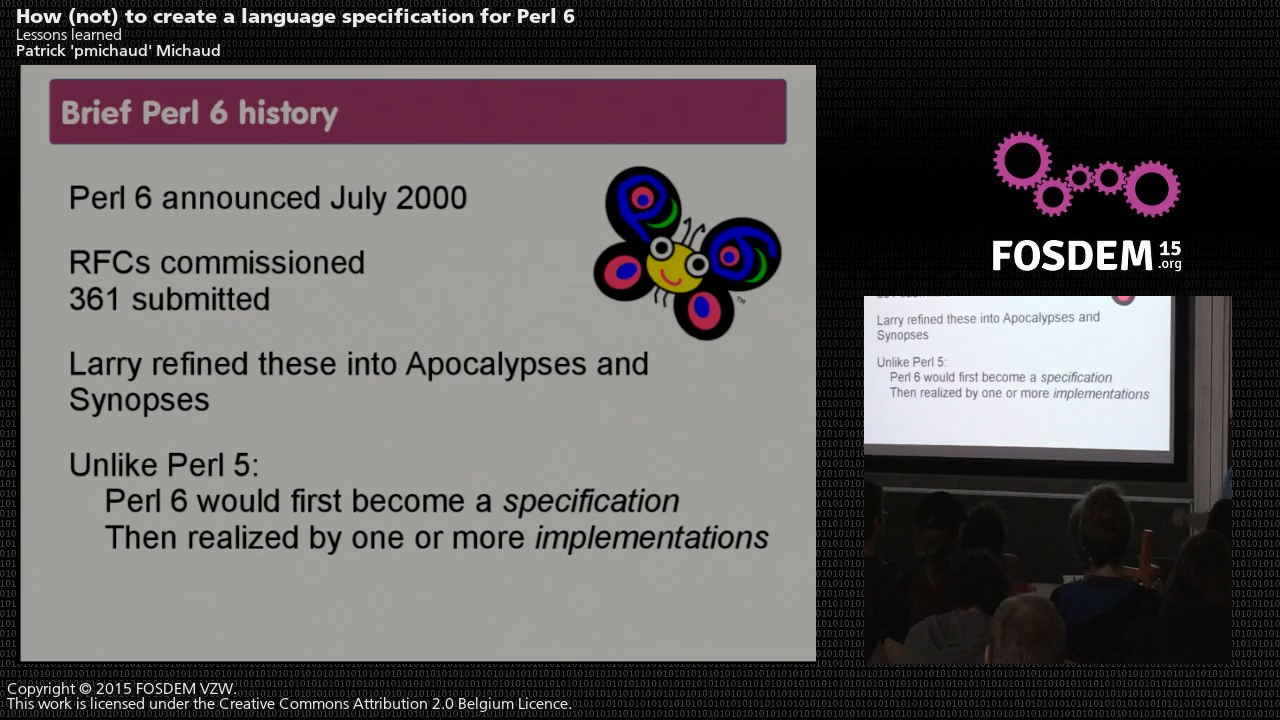 How (not) to create a language specification for Perl 6
Lessons learned
Patrick 'pmichaud' Michaud
Brief Perl 6 history
Perl 6 announced July 2000
RFCs commissioned
361 submitted
Larry refined these into Apocalypses and
Synopses
Unlike Perl 5:
Perl 6 would first become a specification
Then realized by one or more implementations
TM
FOSDEM 15
.org
Larry refined these into Apocalypses and
Synopses
Unlike Perl 5:
Perl 6 would first become a specification
Then realized by one or more implementations
Copyright © 2015 FOSDEM VZW.
This work is licensed under the Creative Commons Attribution 2.0 Belgium Licence.